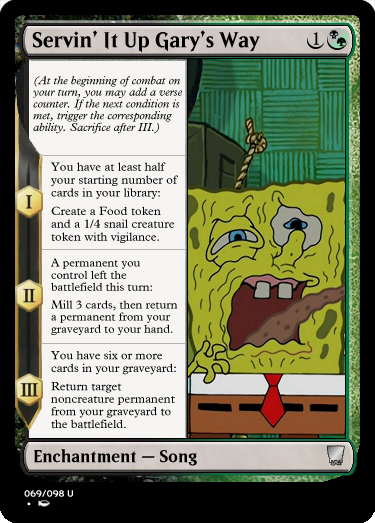 Servin' It Up Gary's Way 1
(At the beginning of combat on
your turn, you may add a verse
counter. If the next condition is
met, trigger the corresponding
ability. Sacrifice after III.)
I
You have at least half
your starting number of
cards in your library:
Create a Food token
and a 1/4 snail creature
token with vigilance.
II
A permanent you
control left the
battlefield this turn:
Mill 3 cards, then return
a permanent from your
graveyard to your hand.
III
You have six or more
cards in your graveyard:
Return target
noncreature permanent
from your graveyard to
the battlefield.
Enchantment — Song
069/098 U
•